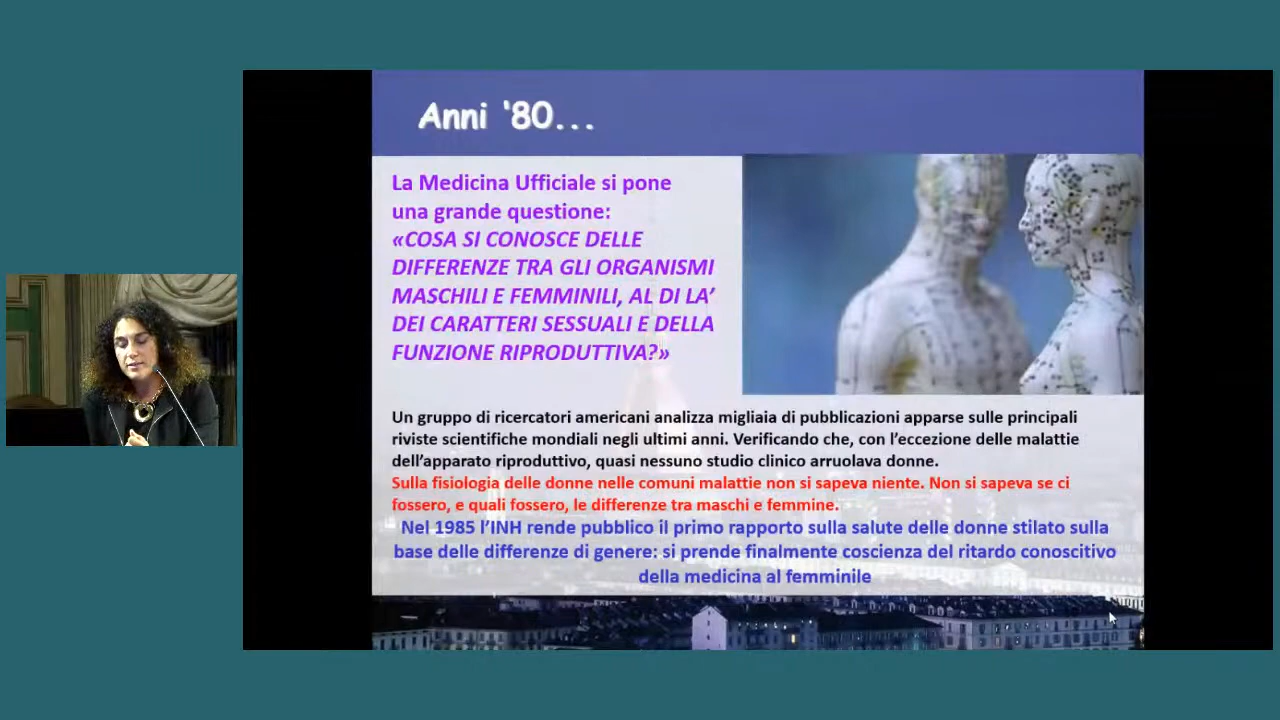 Anni ‘80...
La Medicina Ufficiale si pone
una grande questione:
«COSA SI CONOSCE DELLE
DIFFERENZE TRA GLI ORGANISMI
MASCHILI E FEMMINILI, AL DI LA’
DEI CARATTERI SESSUALI E DELLA
FUNZIONE RIPRODUTTIVA?»
Un gruppo di ricercatori americani analizza migliaia di pubblicazioni apparse sulle principali
riviste scientifiche mondiali negli ultimi anni. Verificando che, con l’eccezione delle malattie
dell’apparato riproduttivo, quasi nessuno studio clinico arruolava donne.
Sulla fisiologia delle donne nelle comuni malattie non si sapeva niente. Non si sapeva se ci
fossero, e quali fossero, le differenze tra maschi e femmine.
Nel 1985 l’INH rende pubblico il primo rapporto sulla salute delle donne stilato sulla
base delle differenze di genere: si prende finalmente coscienza del ritardo conoscitivo
della medicina al femminile